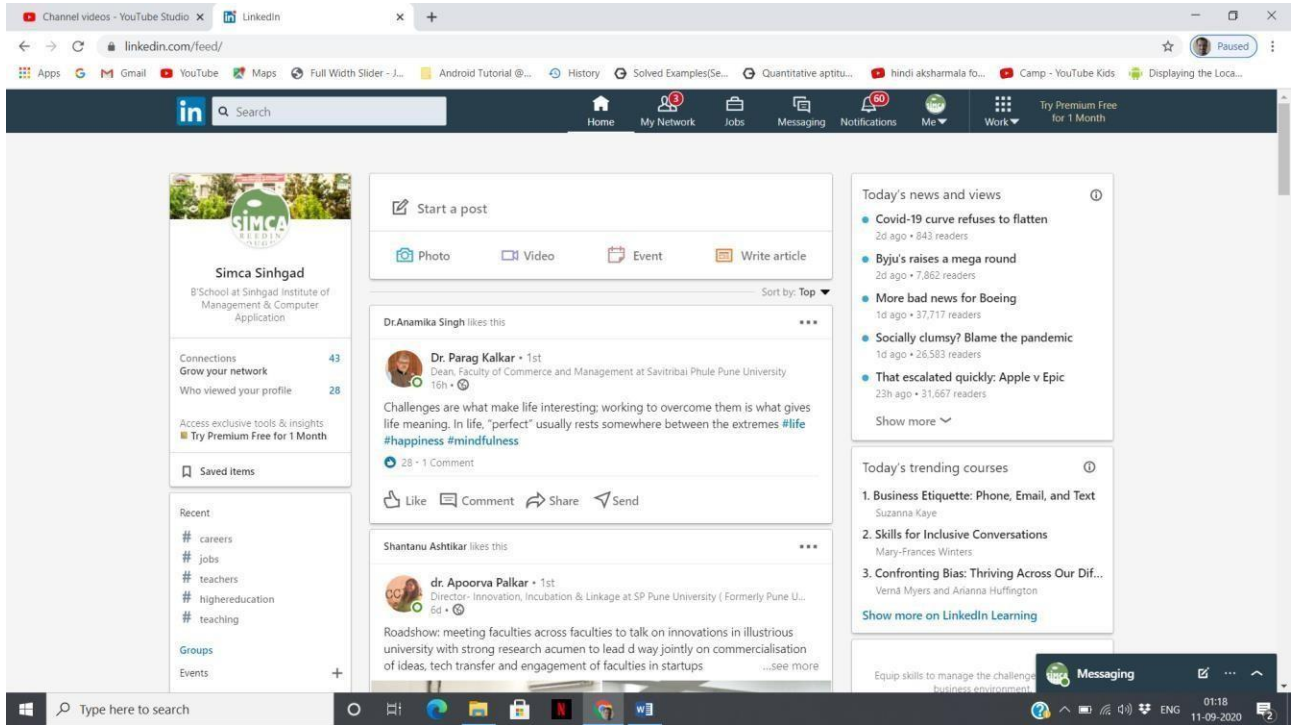 Channel videos - YouTube Studio
LinkedIn
linkedin.com/feed/
Paused
Apps
Gmail
YouTube
Maps
Full Width Slider - J...
Android Tutorial @...
History
Solved Examples(Se...
Quantitative aptitu...
hindi aksharmala fo...
Camp - YouTube Kids
Displaying the Loca...
in
Search
Home
3
My Network
Jobs
Messaging
60
Notifications
Me
Work
Try Premium Free
for 1 Month
SIMCA
Simca Sinhgad
B'School at Sinhgad Institute of
Management & Computer
Application
Connections 43
Grow your network
Who viewed your profile 28
Access exclusive tools & insights
Try Premium Free for 1 Month
Saved items
Recent
# careers
# jobs
# teachers
# highereducation
# teaching
Groups
Events +
Start a post
Photo
Video
Event
Write article
Sort by: Top
Dr.Anamika Singh likes this
Dr. Parag Kalkar • 1st
Dean, Faculty of Commerce and Management at Savitribai Phule Pune University
16h •
Challenges are what make life interesting; working to overcome them is what gives
life meaning. In life, "perfect" usually rests somewhere between the extremes #life
#happiness #mindfulness
28 • 1 Comment
Like
Comment
Share
Send
Shantanu Ashtikar likes this
dr. Apoorva Palkar • 1st
Director- Innovation, Incubation & Linkage at SP Pune University ( Formerly Pune U...
6d •
Roadshow: meeting faculties across faculties to talk on innovations in illustrious
university with strong research acumen to lead d way jointly on commercialisation
of ideas, tech transfer and engagement of faculties in startups ...see more
Today's news and views
Covid-19 curve refuses to flatten
2d ago • 843 readers
Byju's raises a mega round
2d ago • 7,862 readers
More bad news for Boeing
1d ago • 37,717 readers
Socially clumsy? Blame the pandemic
1d ago • 26,583 readers
That escalated quickly: Apple v Epic
23h ago • 31,667 readers
Show more
Today's trending courses
1. Business Etiquette: Phone, Email, and Text
Suzanna Kaye
2. Skills for Inclusive Conversations
Mary-Frances Winters
3. Confronting Bias: Thriving Across Our Dif...
Vernā Myers and Arianna Huffington
Show more on LinkedIn Learning
Equip skills to manage the challenge
business environment.
Messaging
Type here to search
ENG
01:18
11-09-2020
2